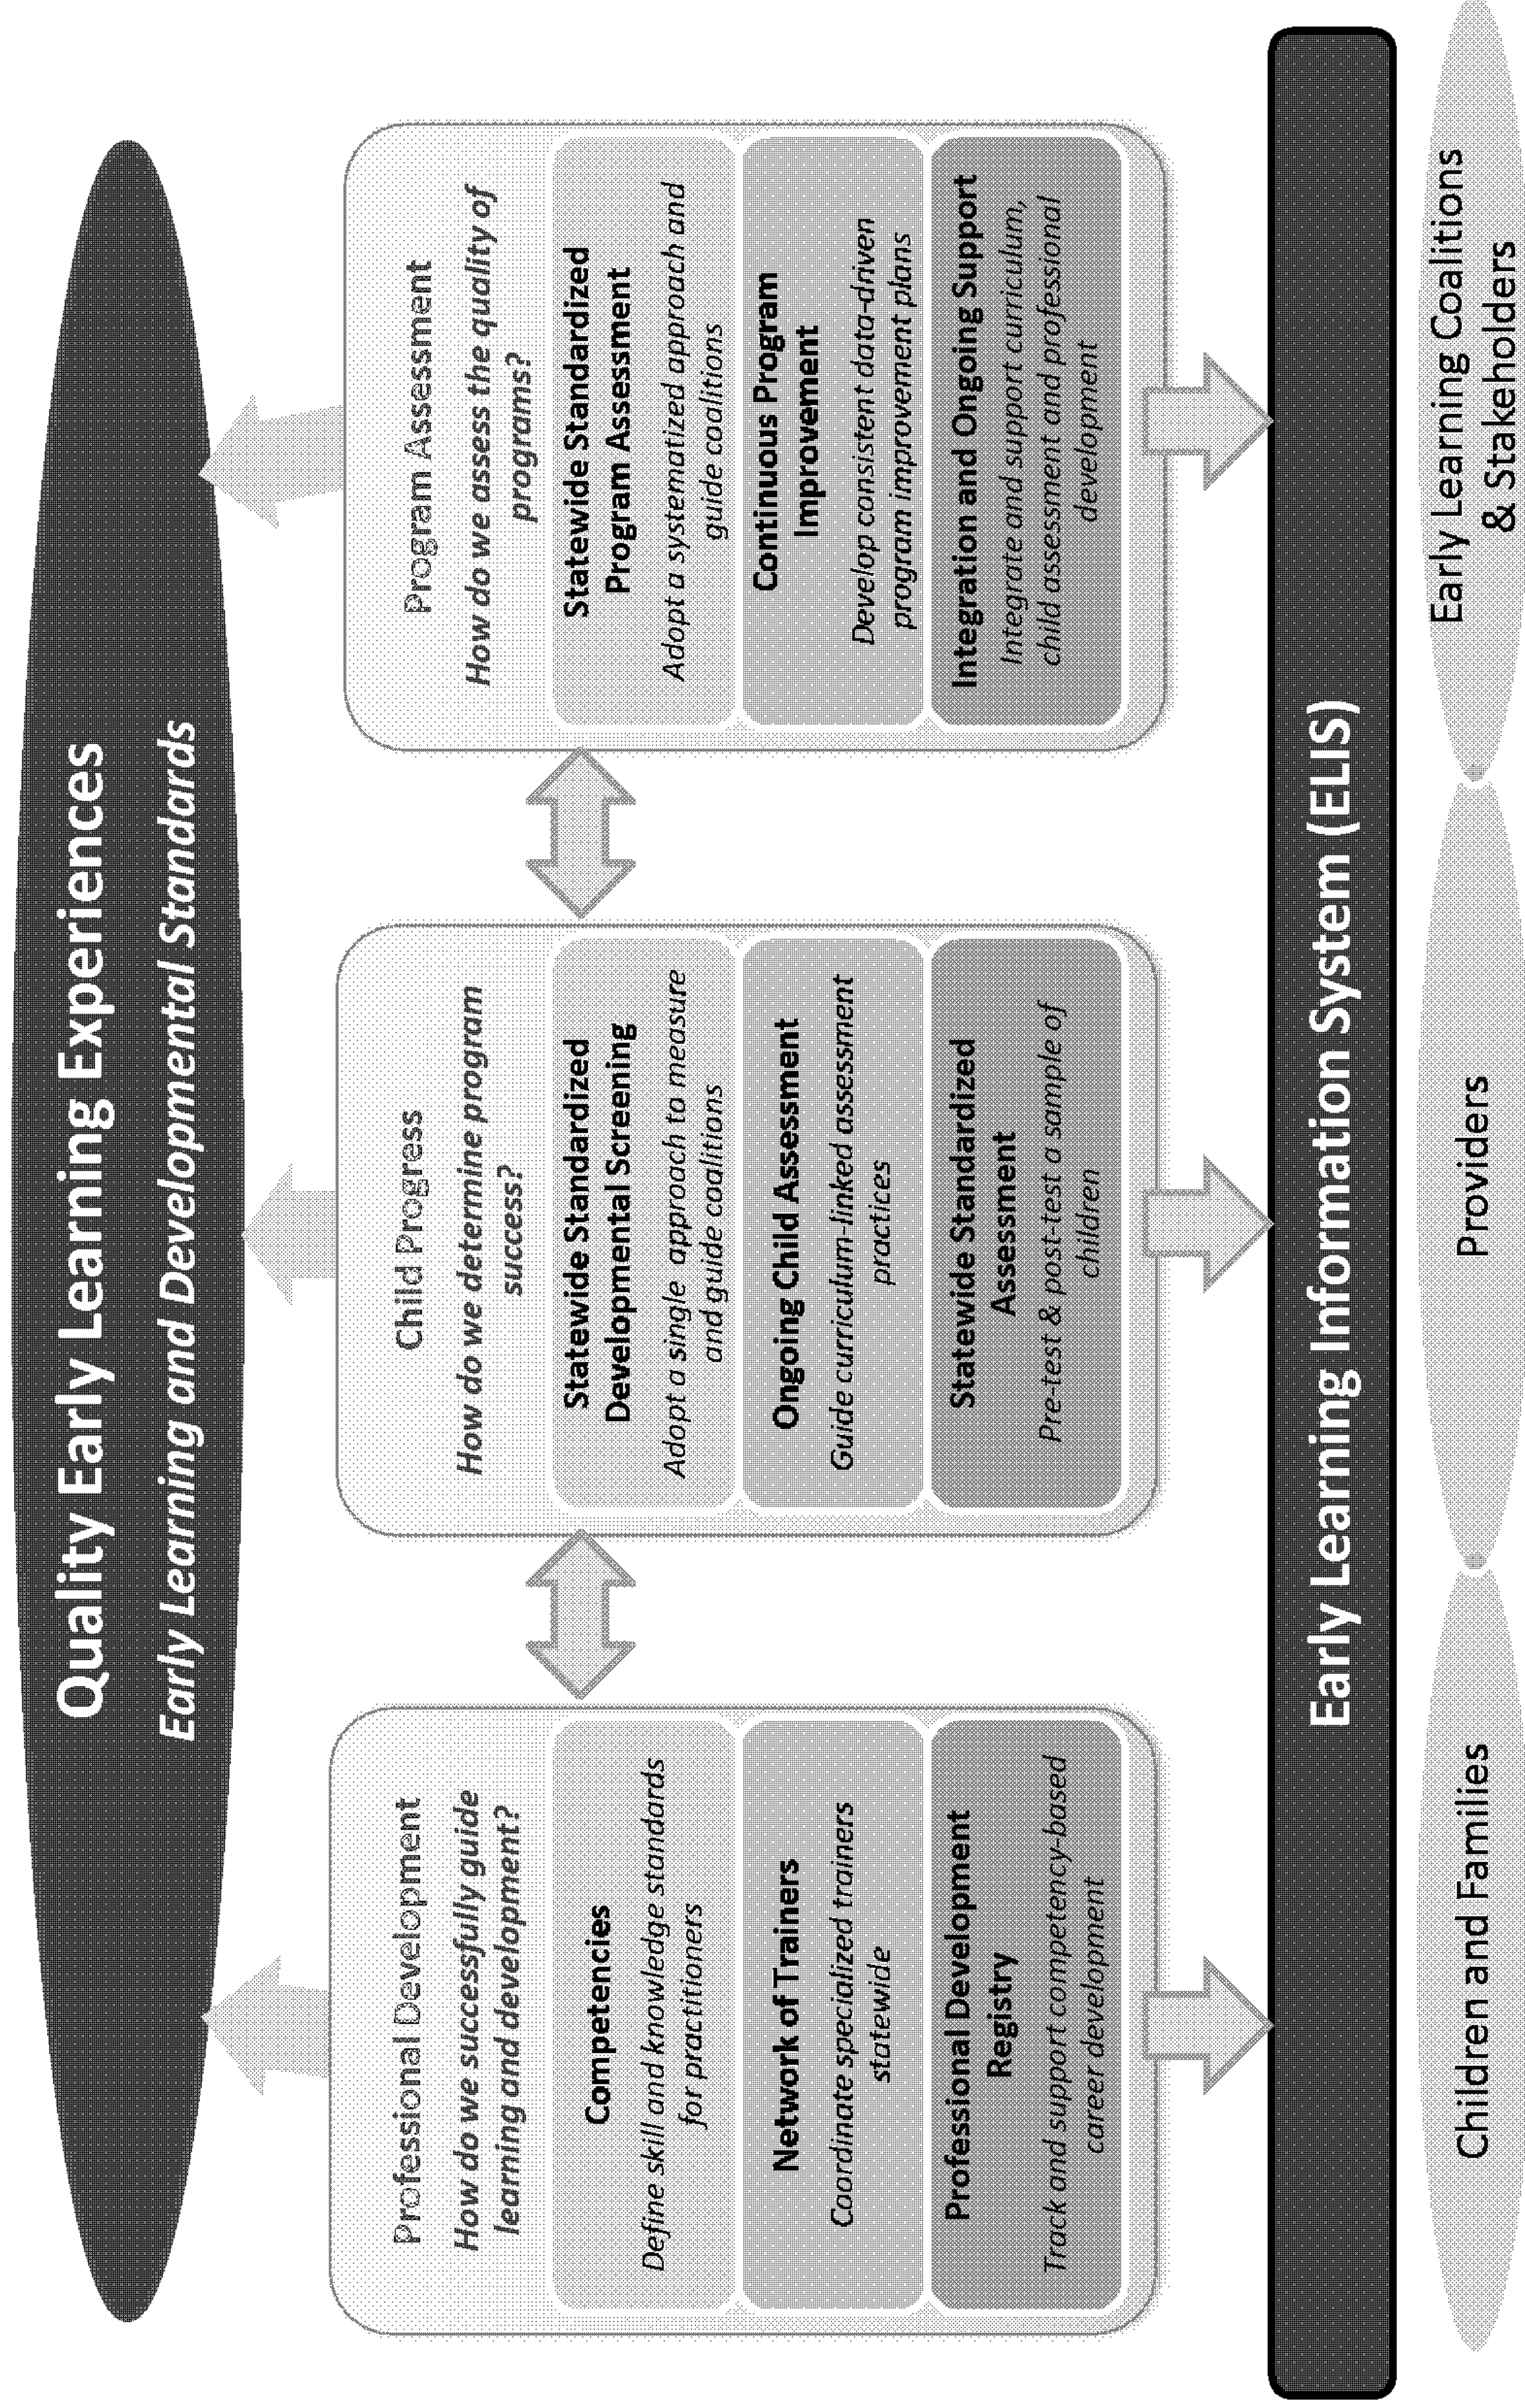 Quality Early Learning Experiences
Early Learning and Developmental Standards
Professional Development
How do we successfully guide
learning and development?
Competencies
Define skill and knowledge standards
for practitioners
Network of Trainers
Coordinate specialized trainers
statewide
Professional Development
Registry
Track and support competency-based
career development
Child Progress
How do we determine program
success?
Statewide Standardized
Developmental Screening
Adopt a single approach to measure
and guide coalitions
Ongoing Child Assessment
Guide curriculum-linked assessment
practices
Statewide Standardized
Assessment
Pre-test & post-test a sample of
children
Program Assessment
How do we assess the quality of
programs?
Statewide Standardized
Program Assessment
Adopt a systematized approach and
guide coalitions
Continuous Program
Improvement
Develop consistent data-driven
program improvement plans
Integration and Ongoing Support
Integrate and support curriculum,
child assessment and professional
development
Early Learning Information System (ELIS)
Children and Families
Providers
Early Learning Coalitions
& Stakeholders